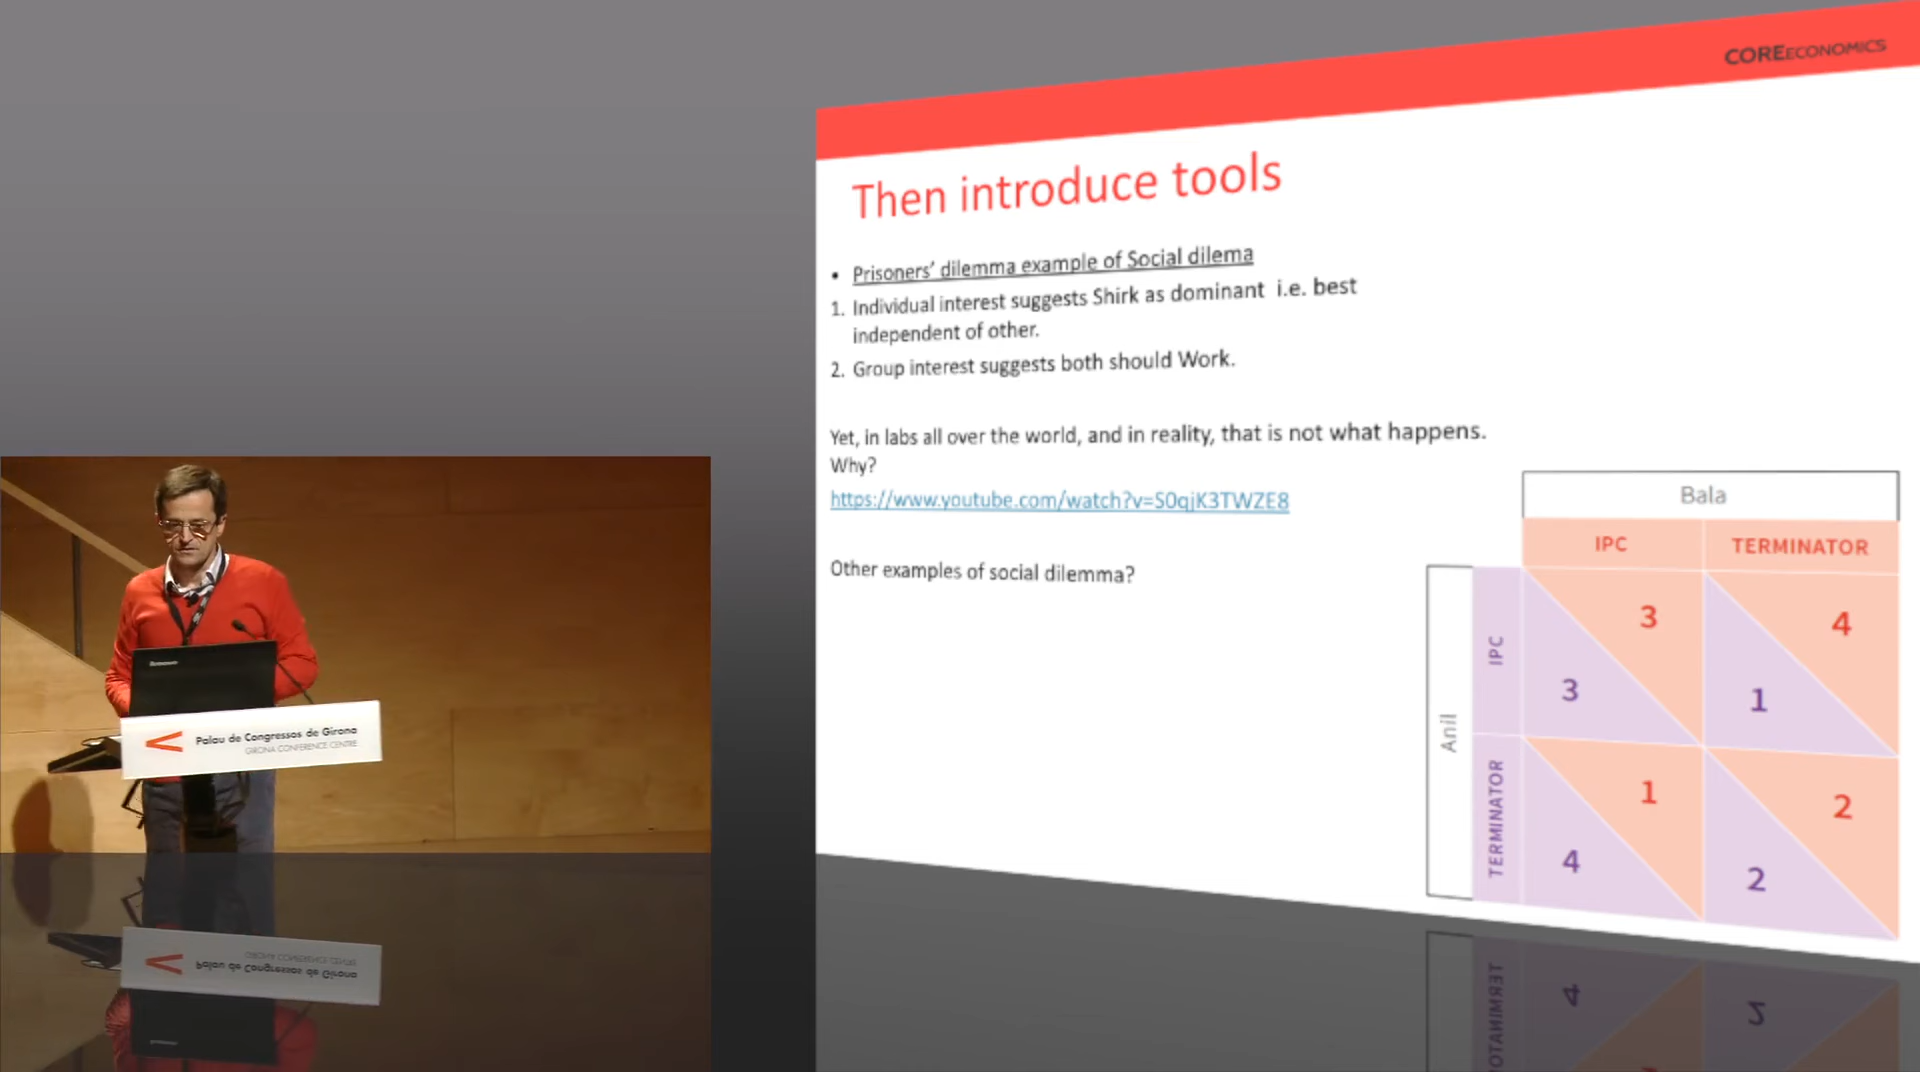 COREECONOMICS
Then introduce tools
• Prisoners' dilemma example of Social dilema
1. Individual interest suggests Shirk as dominant i.e. best
independent of other.
2. Group interest suggests both should Work.
Yet, in labs all over the world, and in reality, that is not what happens.
Why?
https://www.youtube.com/watch?v=S0qjK3TWZE8
Other examples of social dilemma?
Bala
IPC TERMINATOR
Anil
IPC
3 4
3 1
TERMINATOR
1 2
4 2
lenovo
Palau de Congressos de Girona
GIRONA CONFERENCE CENTRE